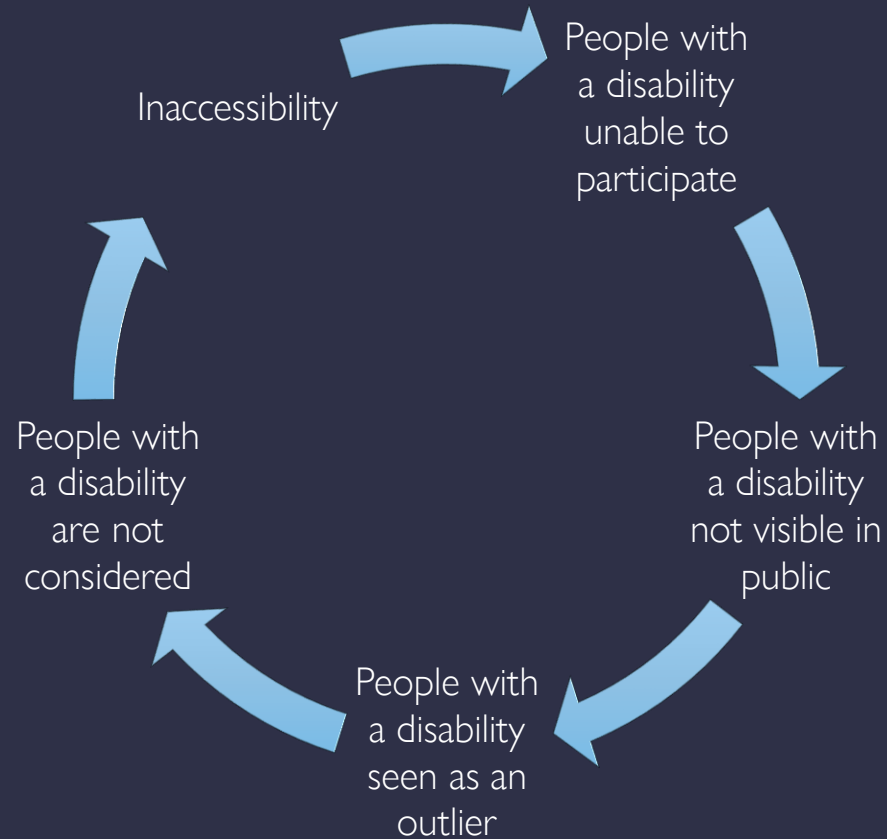 Inaccessibility
People with
a disability
unable to
participate
People with
a disability
not visible in
public
People with
a disability
seen as an
outlier
People with
a disability
are not
considered